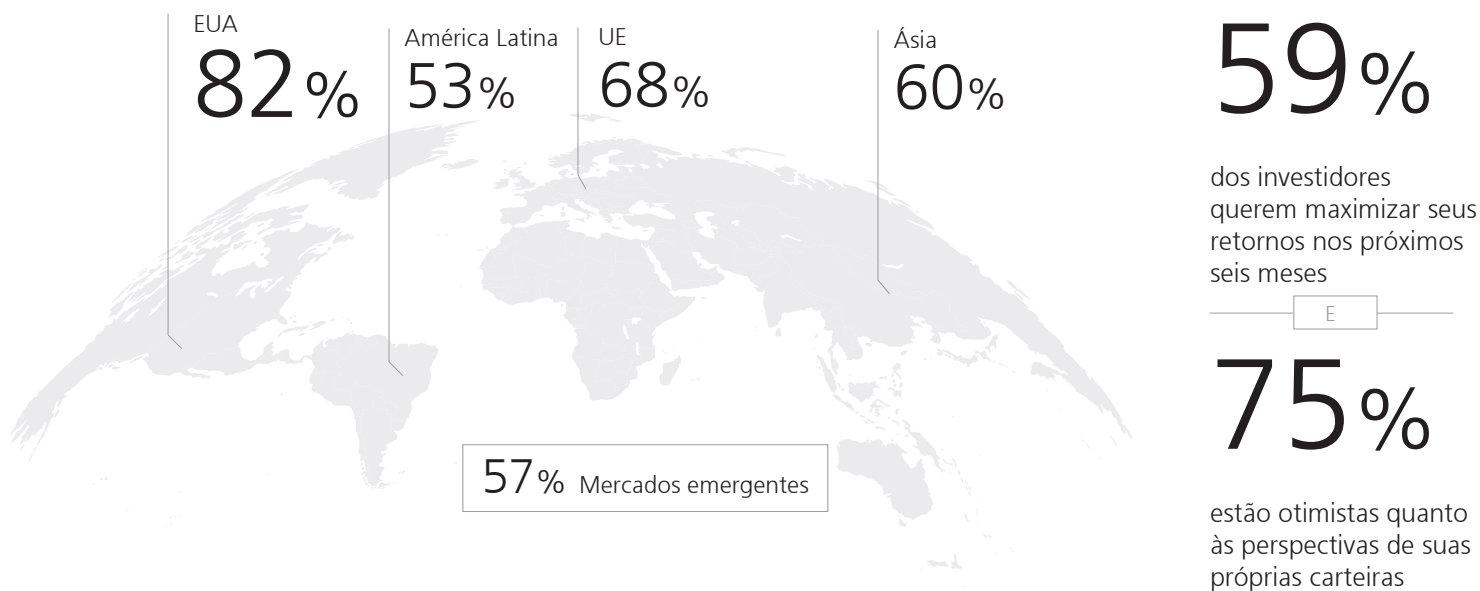 EUA
82%
América Latina
53%
UE
68%
Ásia
60%
57% Mercados emergentes
59%
dos investidores
querem maximizar seus
retornos nos próximos
seis meses
E
75%
estão otimistas quanto
às perspectivas de suas
próprias carteiras